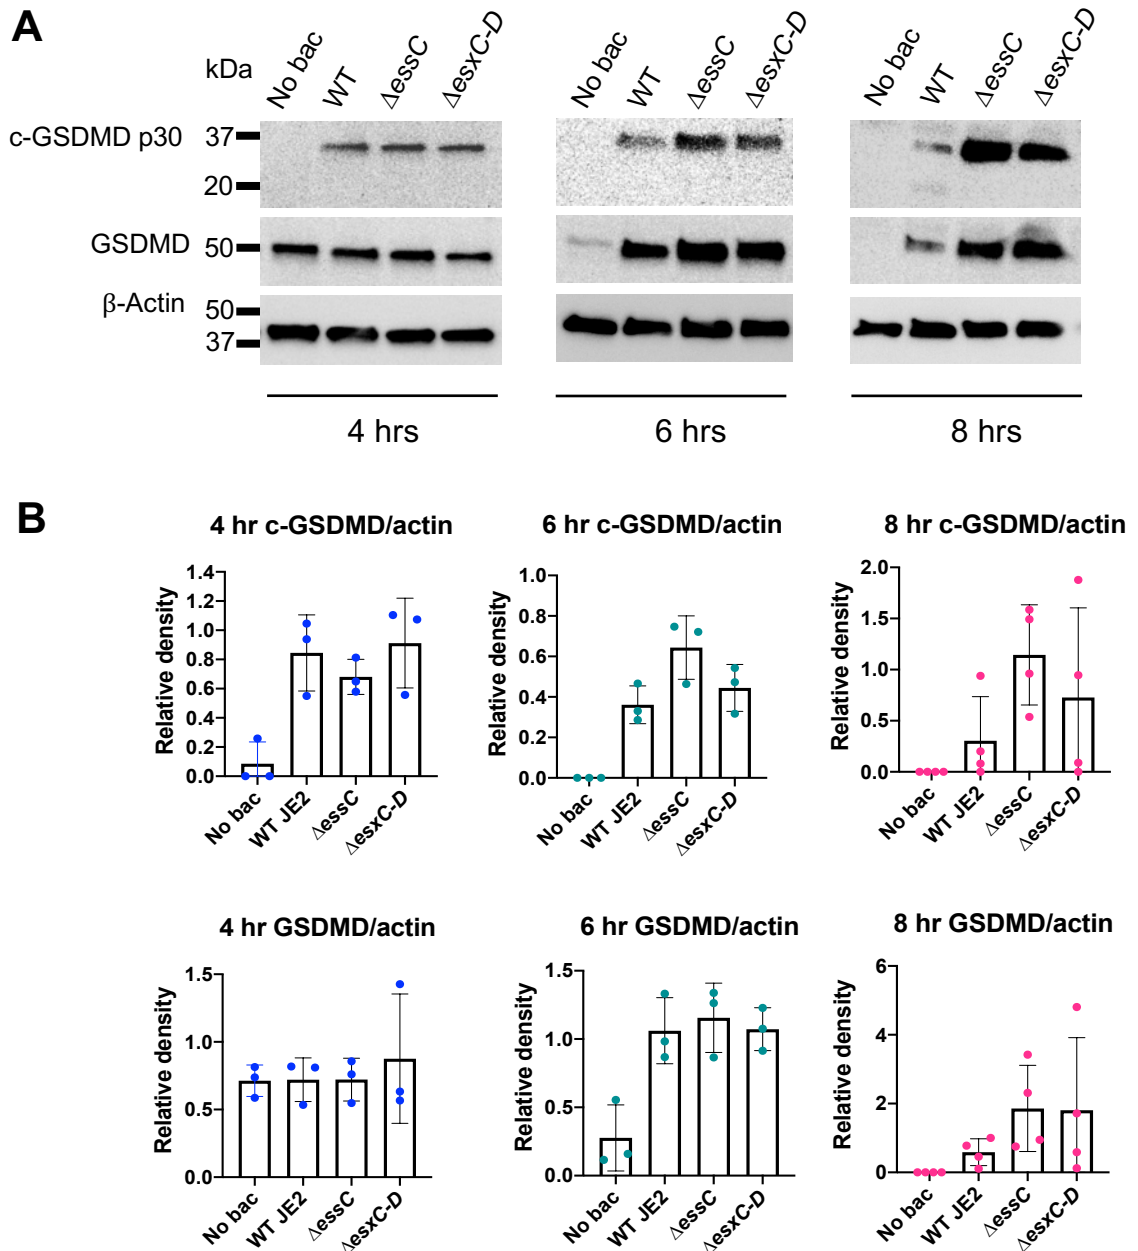 A
kDa
No bac WT ΔessC ΔesxC-D
No bac WT ΔessC ΔesxC-D
No bac WT ΔessC ΔesxC-D
c-GSDMD p30
37
20
GSDMD
50
β-Actin
50
37
4 hrs
6 hrs
8 hrs
B
4 hr c-GSDMD/actin
Relative density
1.4
1.2
1.0
0.8
0.6
0.4
0.2
0.0
No bac WT JE2 ΔessC ΔesxC-D
6 hr c-GSDMD/actin
Relative density
1.0
0.8
0.6
0.4
0.2
0.0
No bac WT JE2 ΔessC ΔesxC-D
8 hr c-GSDMD/actin
Relative density
2.0
1.5
1.0
0.5
0.0
No bac WT JE2 ΔessC ΔesxC-D
4 hr GSDMD/actin
Relative density
1.5
1.0
0.5
0.0
No bac WT JE2 ΔessC ΔesxC-D
6 hr GSDMD/actin
Relative density
1.5
1.0
0.5
0.0
No bac WT JE2 ΔessC ΔesxC-D
8 hr GSDMD/actin
Relative density
6
4
2
0
No bac WT JE2 ΔessC ΔesxC-D